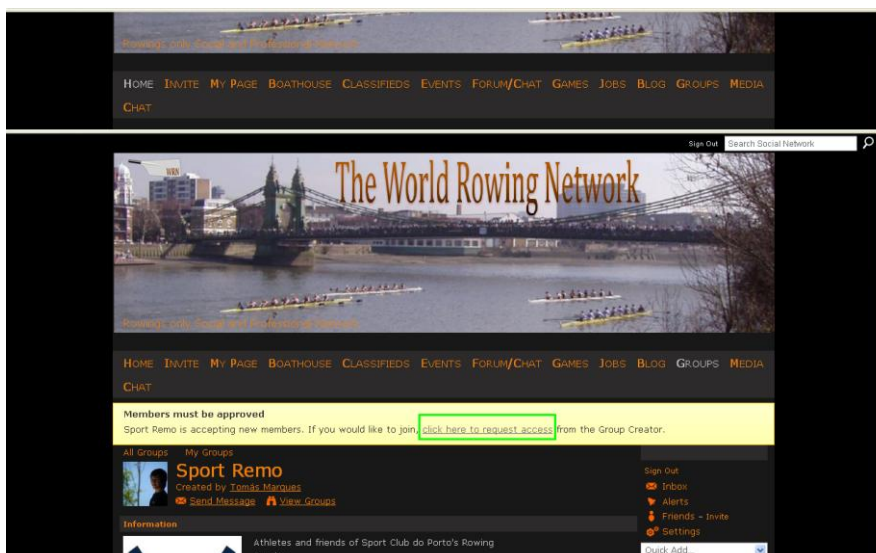 Rowings only Social and Professional Network
HOME INVITE MY PAGE BOATHOUSE CLASSIFIEDS EVENTS FORUM/CHAT GAMES JOBS BLOG GROUPS MEDIA
CHAT
Sign Out Search Social Network
WRN
The World Rowing Network
Rowings only Social and Professional Network
HOME INVITE MY PAGE BOATHOUSE CLASSIFIEDS EVENTS FORUM/CHAT GAMES JOBS BLOG GROUPS MEDIA
CHAT
Members must be approved
Sport Remo is accepting new members. If you would like to join, click here to request access from the Group Creator.
All Groups My Groups
Sport Remo
Created by Tomás Marques
Send Message View Groups
Information
Athletes and friends of Sport Club do Porto's Rowing
Sign Out
Inbox
Alerts
Friends – Invite
Settings
Quick Add...